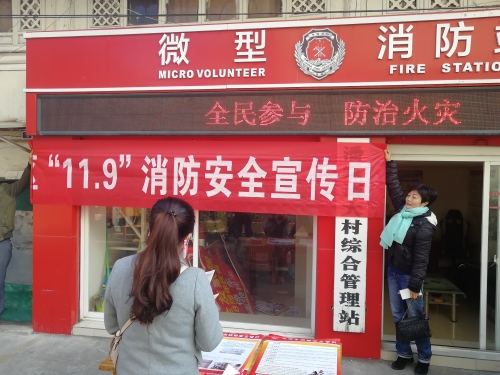 微型 消防站
MICRO VOLUNTEER FIRE STATIO
全民参与 防治火灾
"11.9"消防安全宣传日
村综合管理站